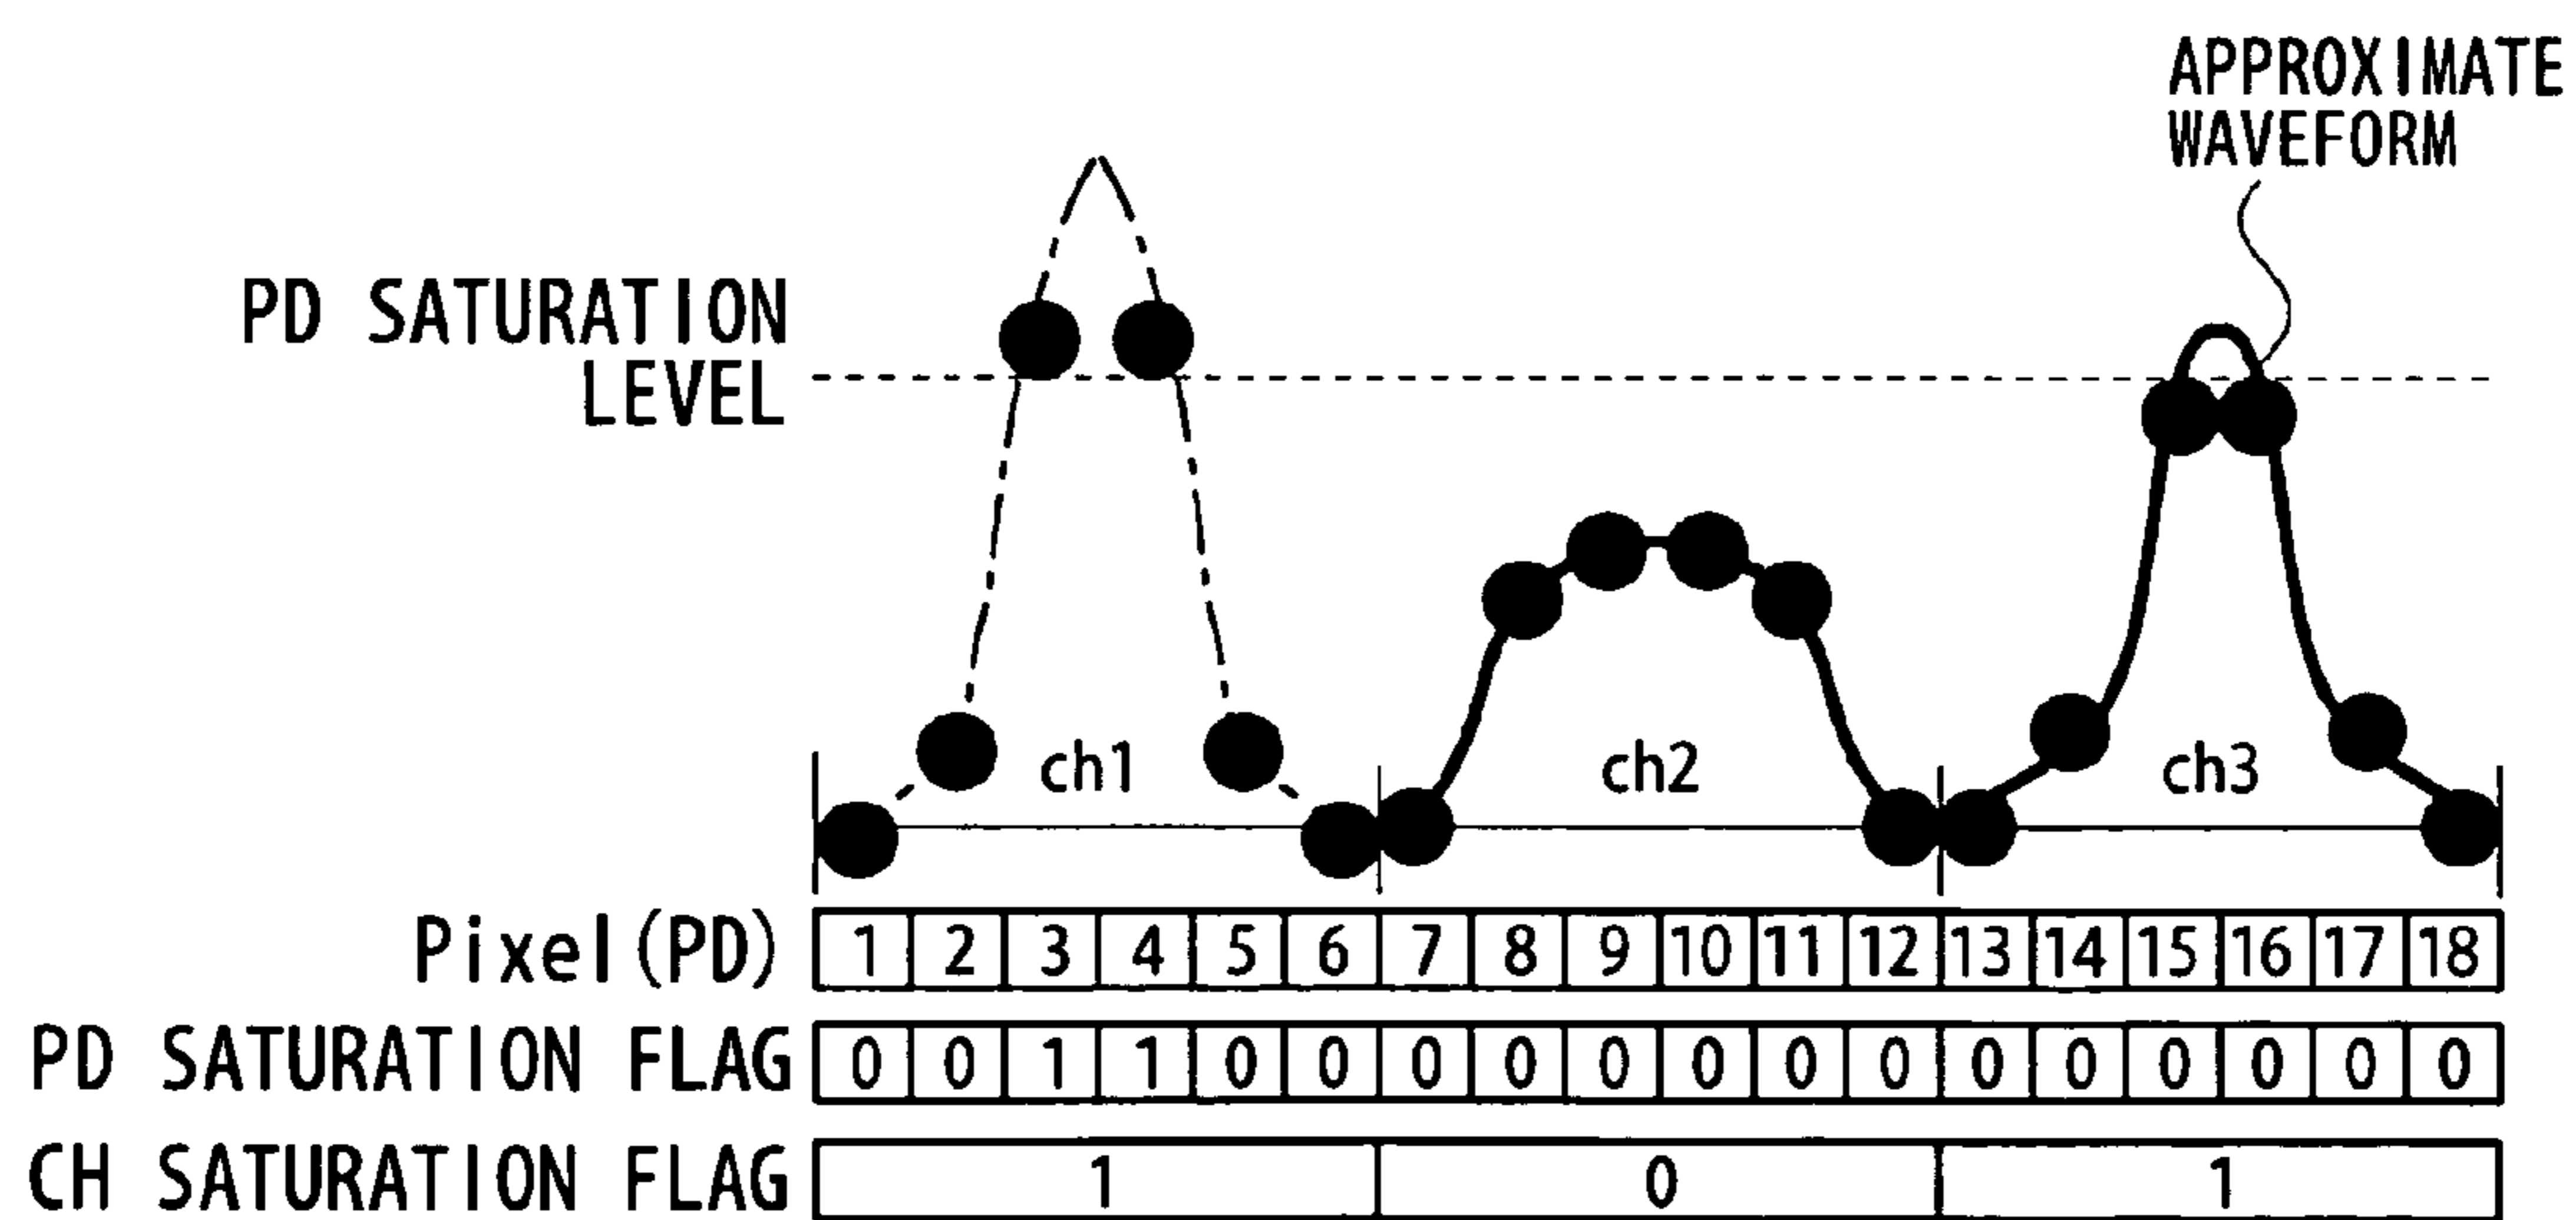 APPROXIMATE
WAVEFORM
PD SATURATION
LEVEL
ch1 ch2 ch3
Pixel(PD) 1 2 3 4 5 6 7 8 9 10 11 12 13 14 15 16 17 18
PD SATURATION FLAG 0 0 1 1 0 0 0 0 0 0 0 0 0 0 0 0 0 0
CH SATURATION FLAG 1 0 1